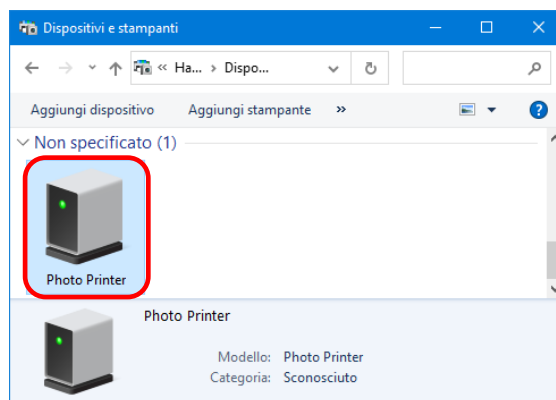 Dispositivi e stampanti
« Ha... › Dispo...
Aggiungi dispositivo Aggiungi stampante »
Non specificato (1)
Photo Printer
Photo Printer
Modello: Photo Printer
Categoria: Sconosciuto